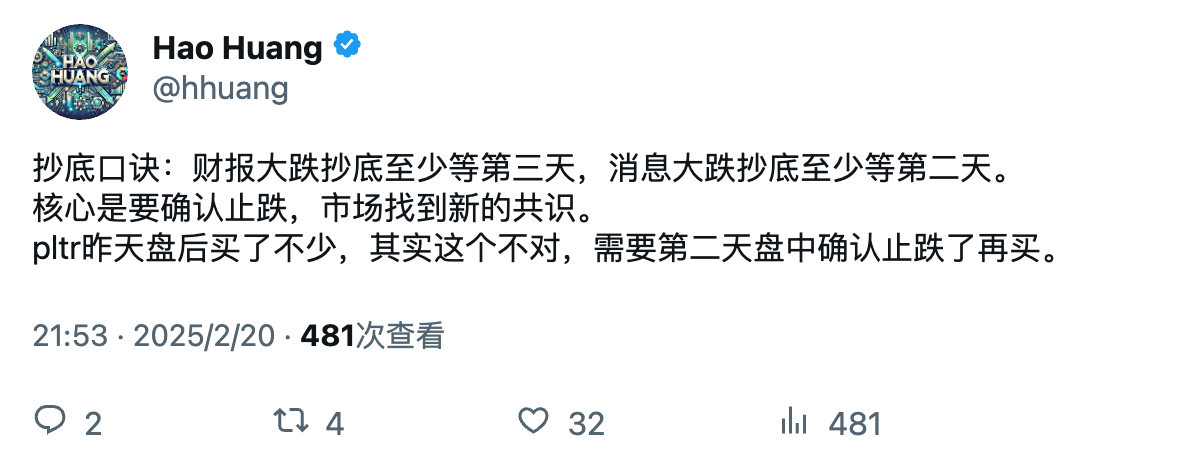 HAO
HUANG
Hao Huang
@hhuang
抄底口诀：财报大跌抄底至少等第三天，消息大跌抄底至少等第二天。
核心是要确认止跌，市场找到新的共识。
pltr昨天盘后买了不少，其实这个不对，需要第二天盘中确认止跌了再买。
21:53 · 2025/2/20 · 481次查看
2 4 32 481